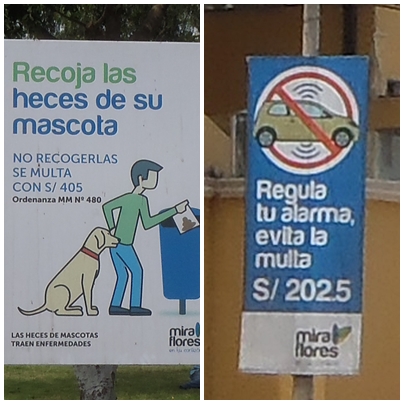 Recoja las
heces de su
mascota
NO RECOGERLAS
SE MULTA
CON S/ 405
Ordenanza MM Nº 480
LAS HECES DE MASCOTAS
TRAEN ENFERMEDADES
mira
flores
Regula
tu alarma,
evita la
multa
S/ 202.5
mira
flores